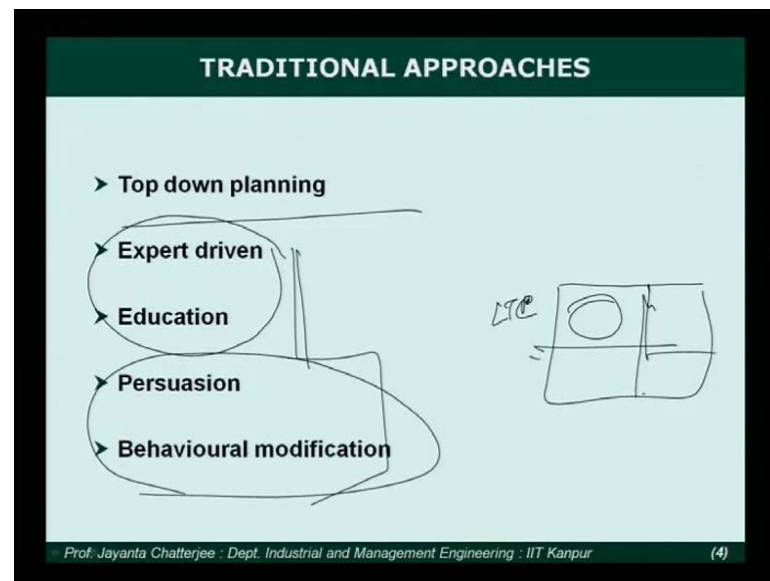 TRADITIONAL APPROACHES
Top down planning
Expert driven
Education
Persuasion
Behavioural modification
Prof. Jayanta Chatterjee : Dept. Industrial and Management Engineering : IIT Kanpur (4)